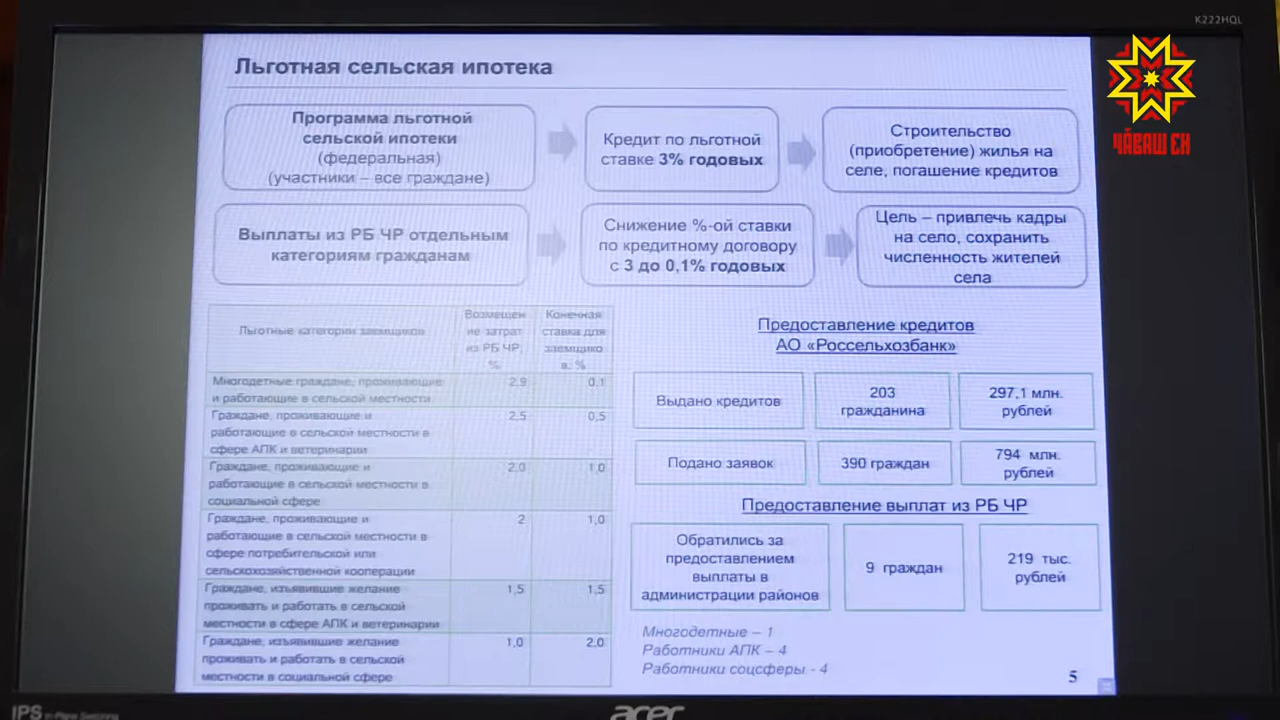 K222HQL
ЧӐВАШ ЕН
Льготная сельская ипотека
Программа льготной
сельской ипотеки
(федеральная)
(участники – все граждане)
Кредит по льготной
ставке 3% годовых
Строительство
(приобретение) жилья на
селе, погашение кредитов
Выплаты из РБ ЧР отдельным
категориям гражданам
Снижение %-ой ставки
по кредитному договору
с 3 до 0,1% годовых
Цель – привлечь кадры
на село, сохранить
численность жителей
села
Льготные категории заемщиков
Возмещен
ие затрат
из РБ ЧР,
%
Конечная
ставка для
заемщико
в, %
Многодетные граждане, проживающие
и работающие в сельской местности
2,9
0,1
Граждане, проживающие и
работающие в сельской местности в
сфере АПК и ветеринарии
2,5
0,5
Граждане, проживающие и
работающие в сельской местности в
социальной сфере
2,0
1,0
Граждане, проживающие и
работающие в сельской местности в
сфере потребительской или
сельскохозяйственной кооперации
2
1,0
Граждане, изъявившие желание
проживать и работать в сельской
местности в сфере АПК и ветеринарии
1,5
1,5
Граждане, изъявившие желание
проживать и работать в сельской
местности в социальной сфере
1,0
2,0
Предоставление кредитов
АО «Россельхозбанк»
Выдано кредитов
203
гражданина
297,1 млн.
рублей
Подано заявок
390 граждан
794 млн.
рублей
Предоставление выплат из РБ ЧР
Обратились за
предоставлением
выплаты в
администрации районов
9 граждан
219 тыс.
рублей
Многодетные – 1
Работники АПК – 4
Работники соцсферы - 4
5
IPS In-Plane Switching
acer